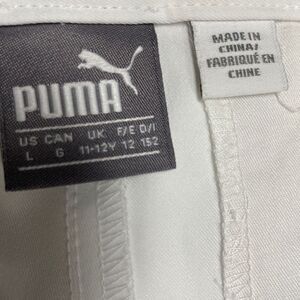 PUMA
US CAN UK F/E D/I
L G 11-12Y 12 152
MADE IN
CHINA/
FABRIQUÉ EN
CHINE